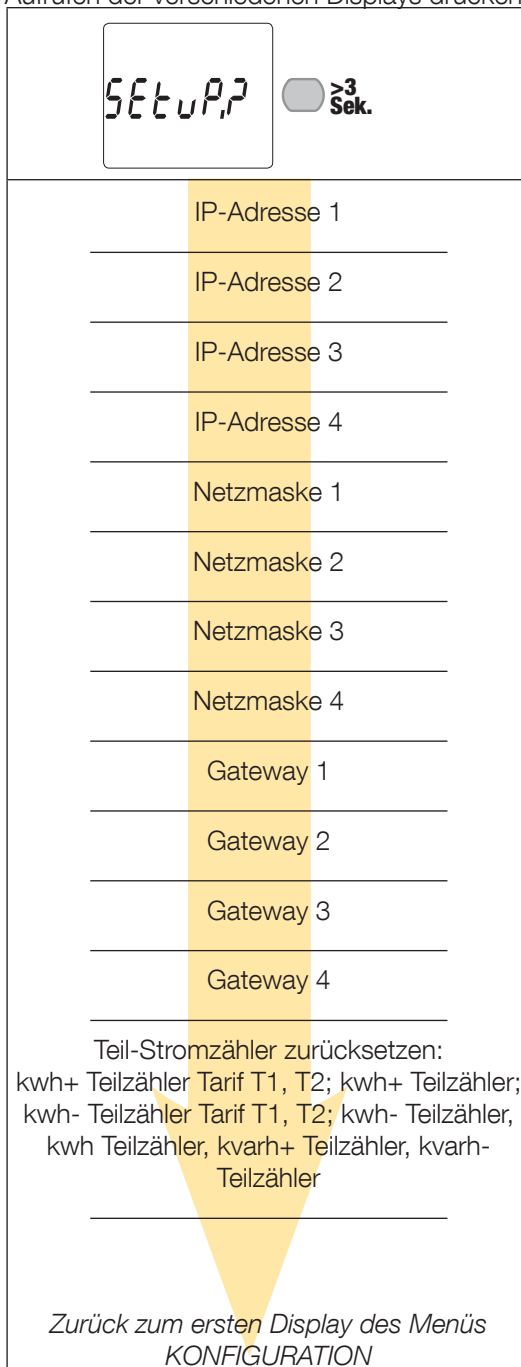 Aufrufen der verschiedenen Displays drücken
SEtuP.?
>3
Sek.
IP-Adresse 1
IP-Adresse 2
IP-Adresse 3
IP-Adresse 4
Netzmaske 1
Netzmaske 2
Netzmaske 3
Netzmaske 4
Gateway 1
Gateway 2
Gateway 3
Gateway 4
Teil-Stromzähler zurücksetzen:
kwh+ Teilzähler Tarif T1, T2; kwh+ Teilzähler;
kwh- Teilzähler Tarif T1, T2; kwh- Teilzähler,
kwh Teilzähler, kvarh+ Teilzähler, kvarh-
Teilzähler
Zurück zum ersten Display des Menüs
KONFIGURATION